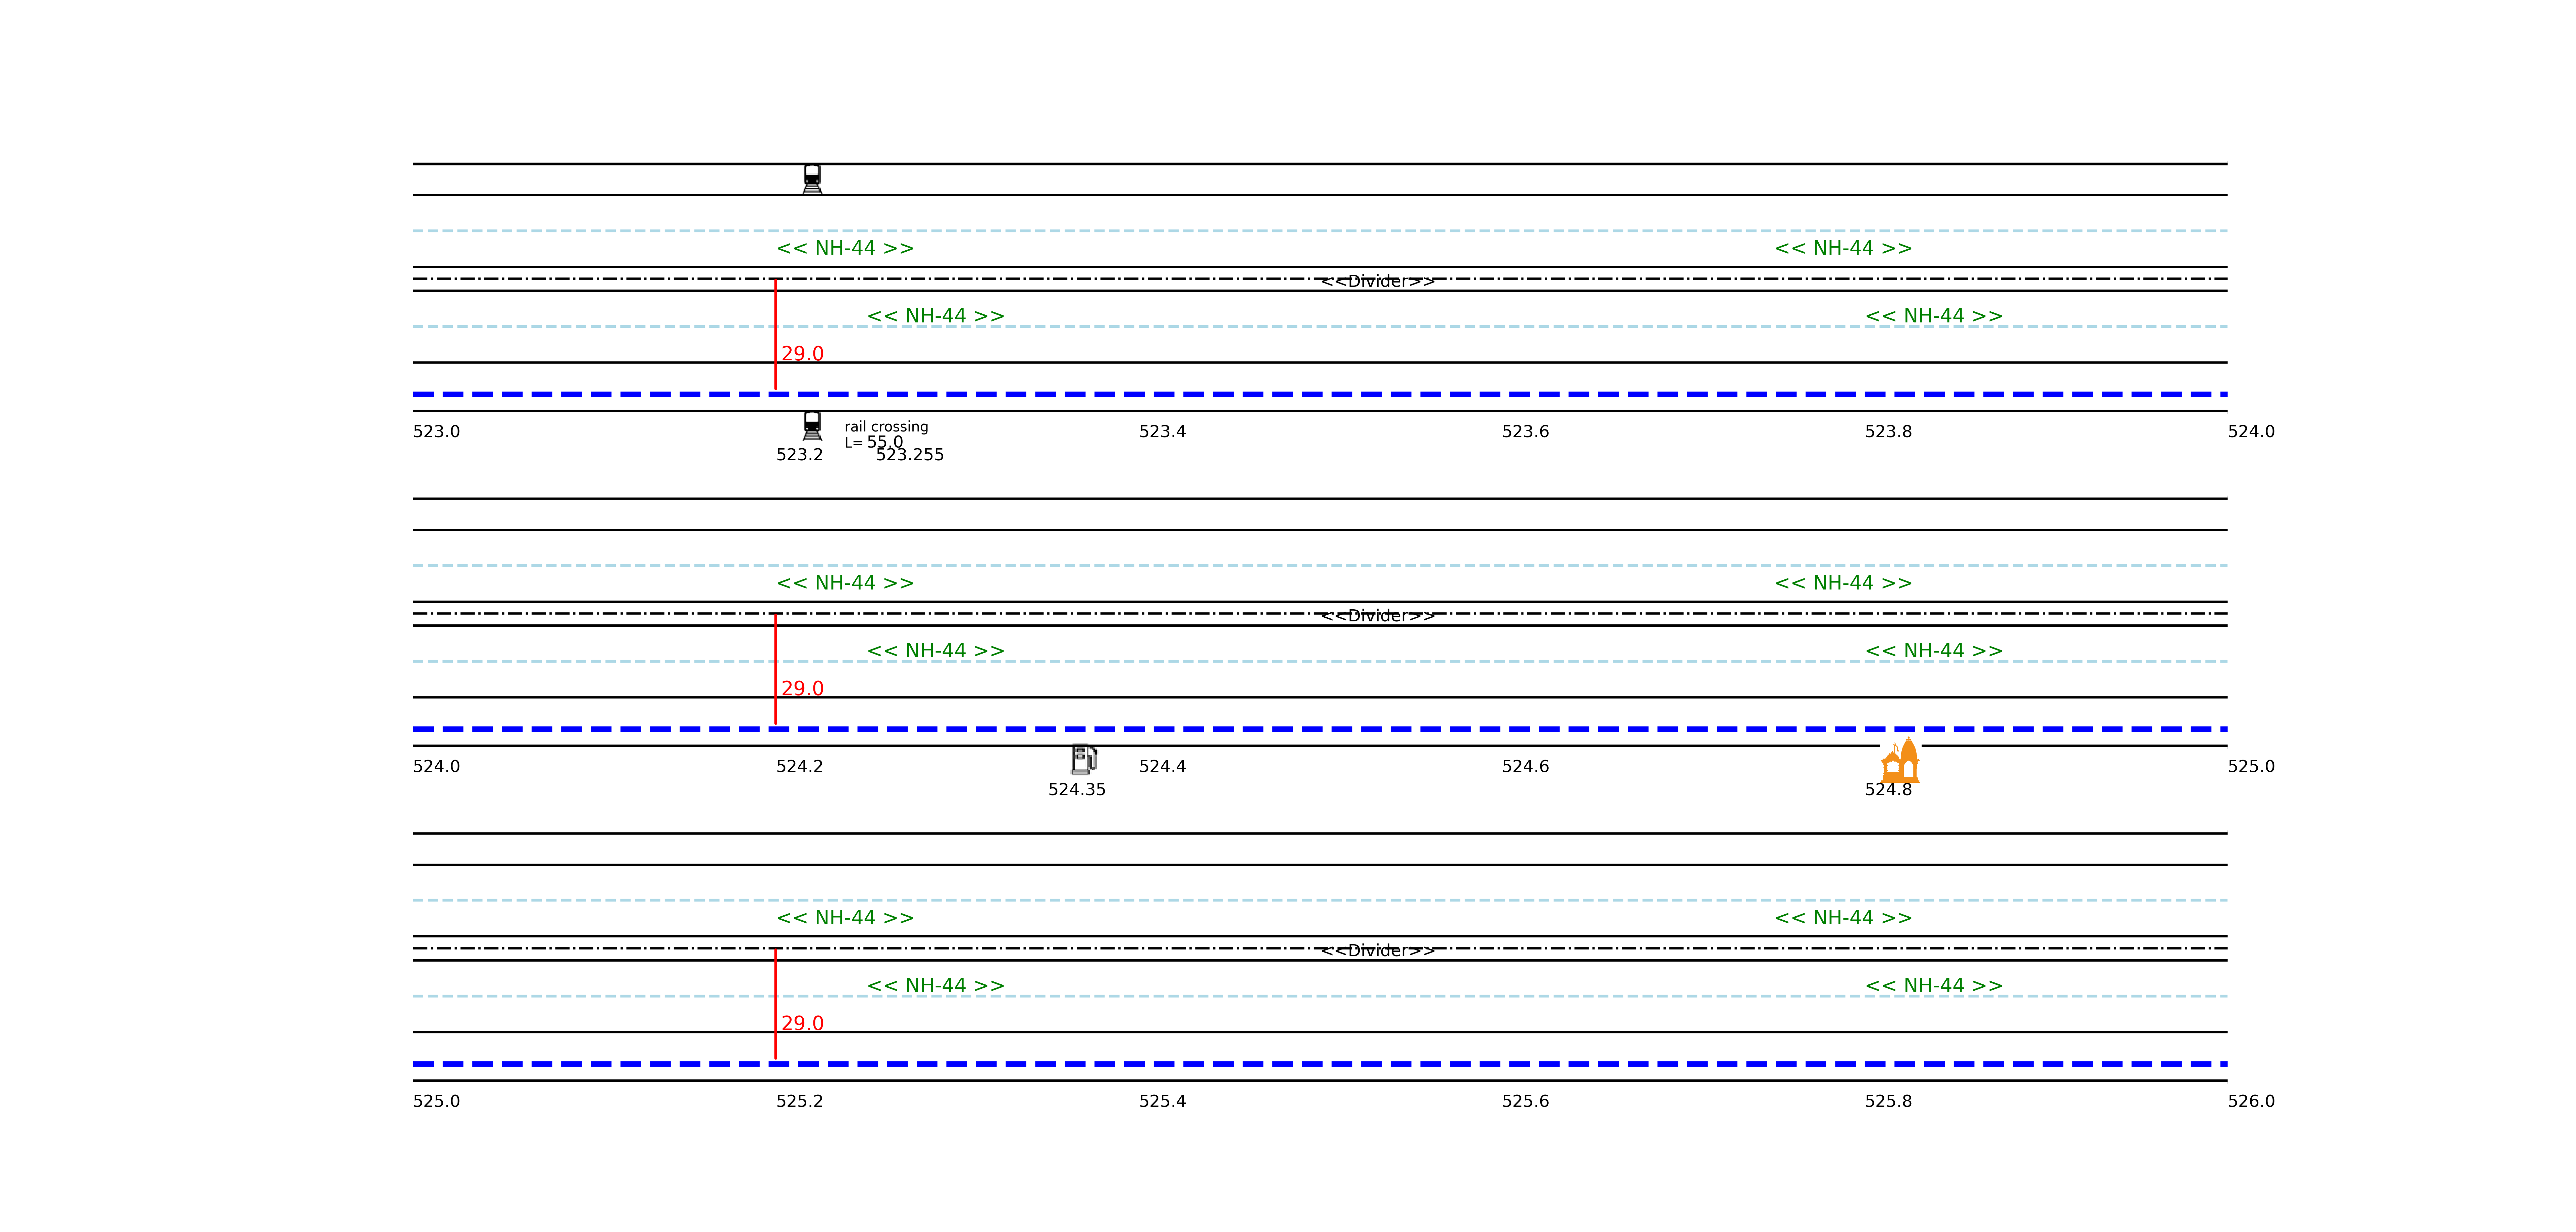 << NH-44 >> << NH-44 >>
<<Divider>>
<< NH-44 >> << NH-44 >>
29.0
rail crossing
523.0 523.4 523.6 523.8 524.0
L= 55.0
523.2 523.255
<< NH-44 >> << NH-44 >>
<<Divider>>
<< NH-44 >> << NH-44 >>
29.0
524.0 524.2 524.4 524.6 525.0
524.35 524.8
<< NH-44 >> << NH-44 >>
<<Divider>>
<< NH-44 >> << NH-44 >>
29.0
525.0 525.2 525.4 525.6 525.8 526.0